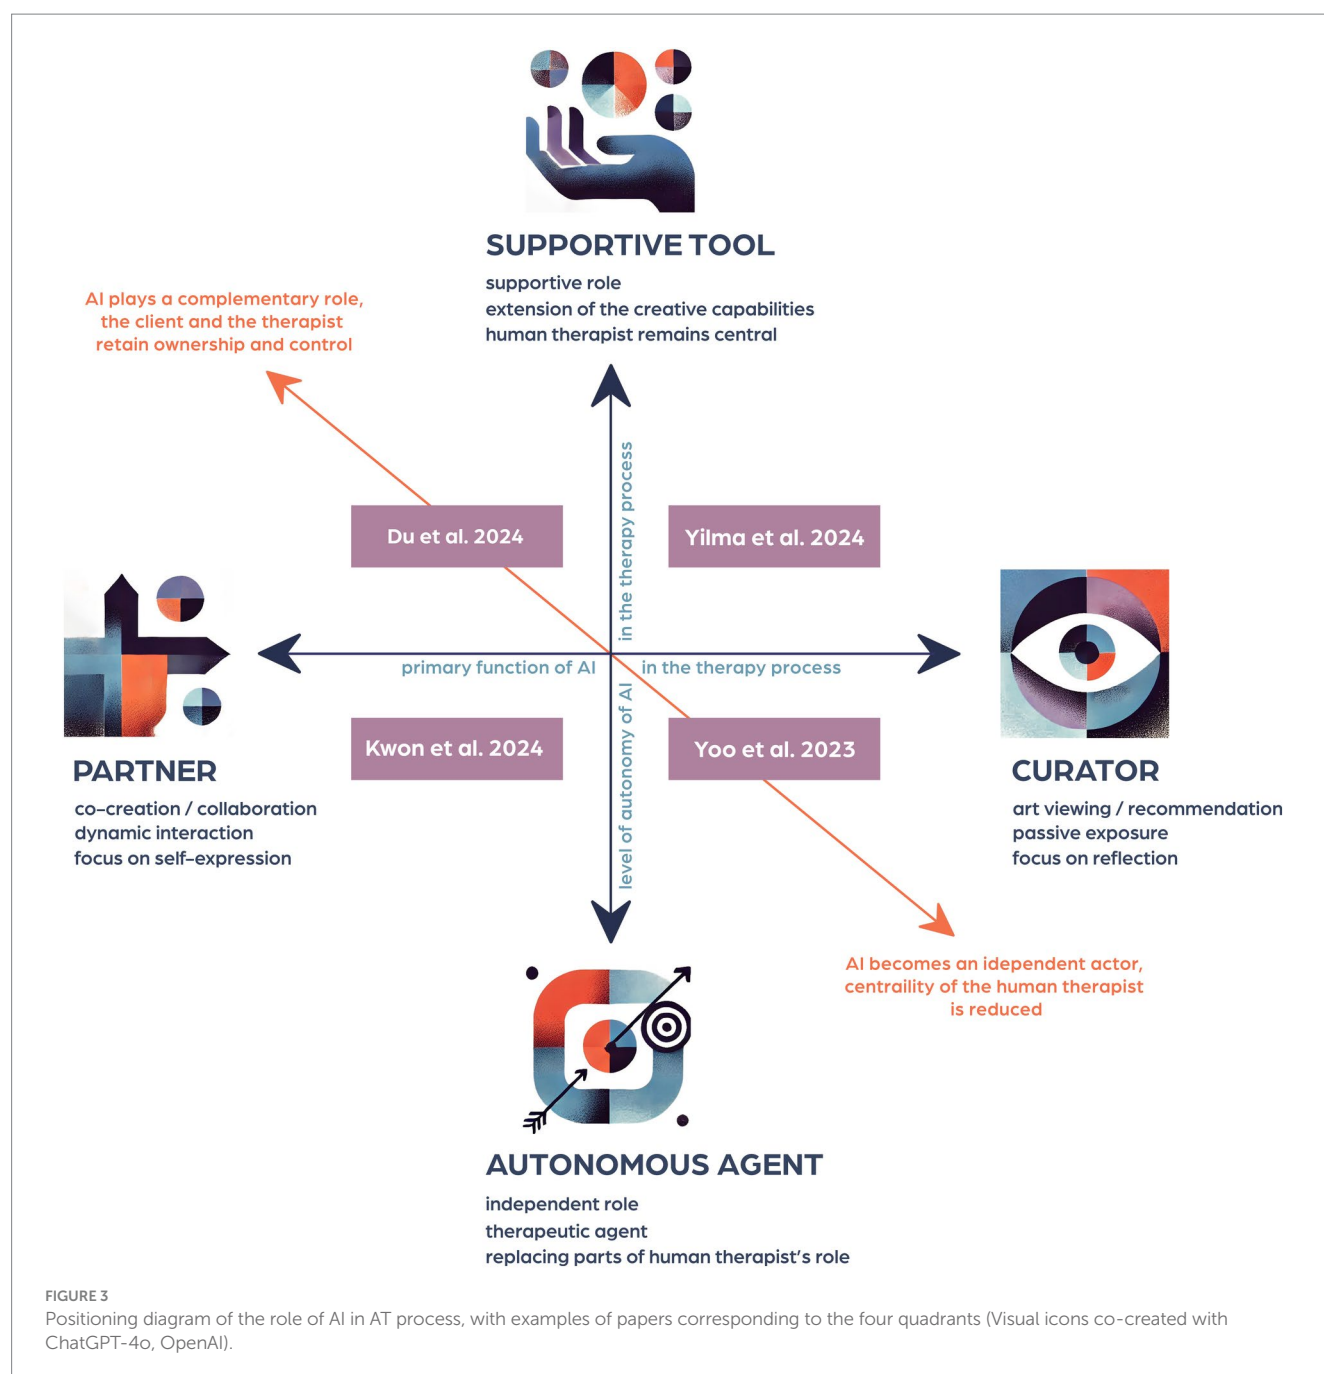 SUPPORTIVE TOOL
supportive role
extension of the creative capabilities
human therapist remains central
AI plays a complementary role,
the client and the therapist
retain ownership and control
in the therapy process
Du et al. 2024
Yilma et al. 2024
primary function of AI
in the therapy process
level of autonomy of AI
Kwon et al. 2024
Yoo et al. 2023
PARTNER
co-creation / collaboration
dynamic interaction
focus on self-expression
CURATOR
art viewing / recommendation
passive exposure
focus on reflection
AI becomes an idependent actor,
centraility of the human therapist
is reduced
AUTONOMOUS AGENT
independent role
therapeutic agent
replacing parts of human therapist's role
FIGURE 3
Positioning diagram of the role of AI in AT process, with examples of papers corresponding to the four quadrants (Visual icons co-created with
ChatGPT-4o, OpenAI).